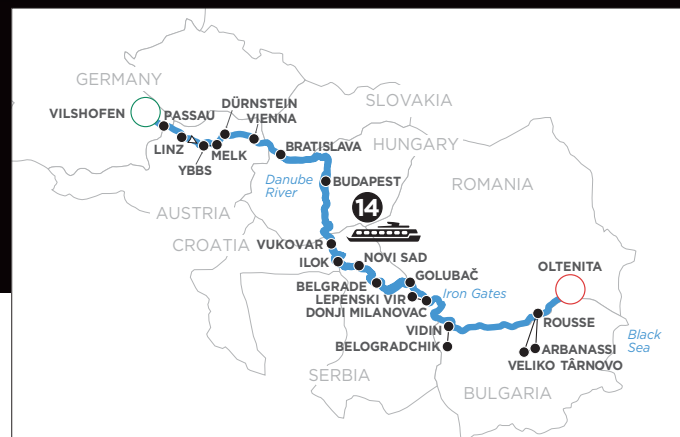 GERMANY
SLOVAKIA
DÜRNSTEIN
VILSHOFEN
PASSAU
VIENNA
LINZ
MELK
YBBS
BRATISLAVA
HUNGARY
Danube
River
BUDAPEST
ROMANIA
AUSTRIA
14
CROATIA
VUKOVAR
ILOK
NOVI SAD
GOLUBAČ
OLTENITA
BELGRADE
LEPENSKI VIR
Iron Gates
DONJI MILANOVAC
ROUSSE
VIDIN
Black
Sea
BELOGRADCHIK
ARBANASSI
VELIKO TÂRNOVO
SERBIA
BULGARIA